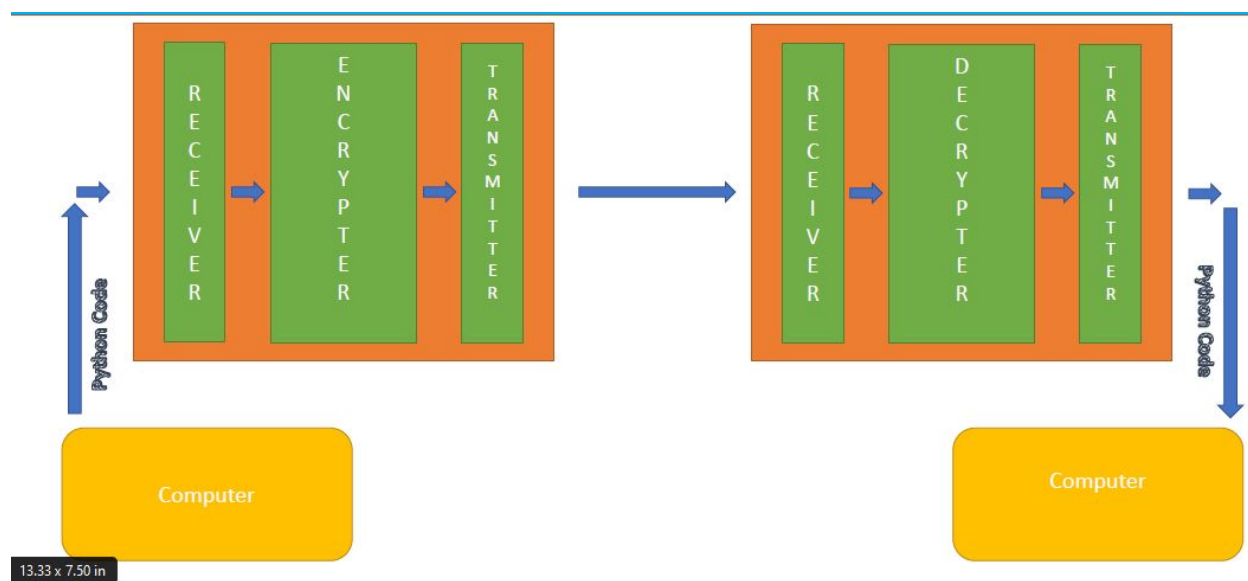 RECEIVER
ENCRYPTER
TRANSMITTER
RECEIVER
DECRYPTER
TRANSMITTER
Python Code
Python Code
Computer
Computer
13.33 x 7.50 in